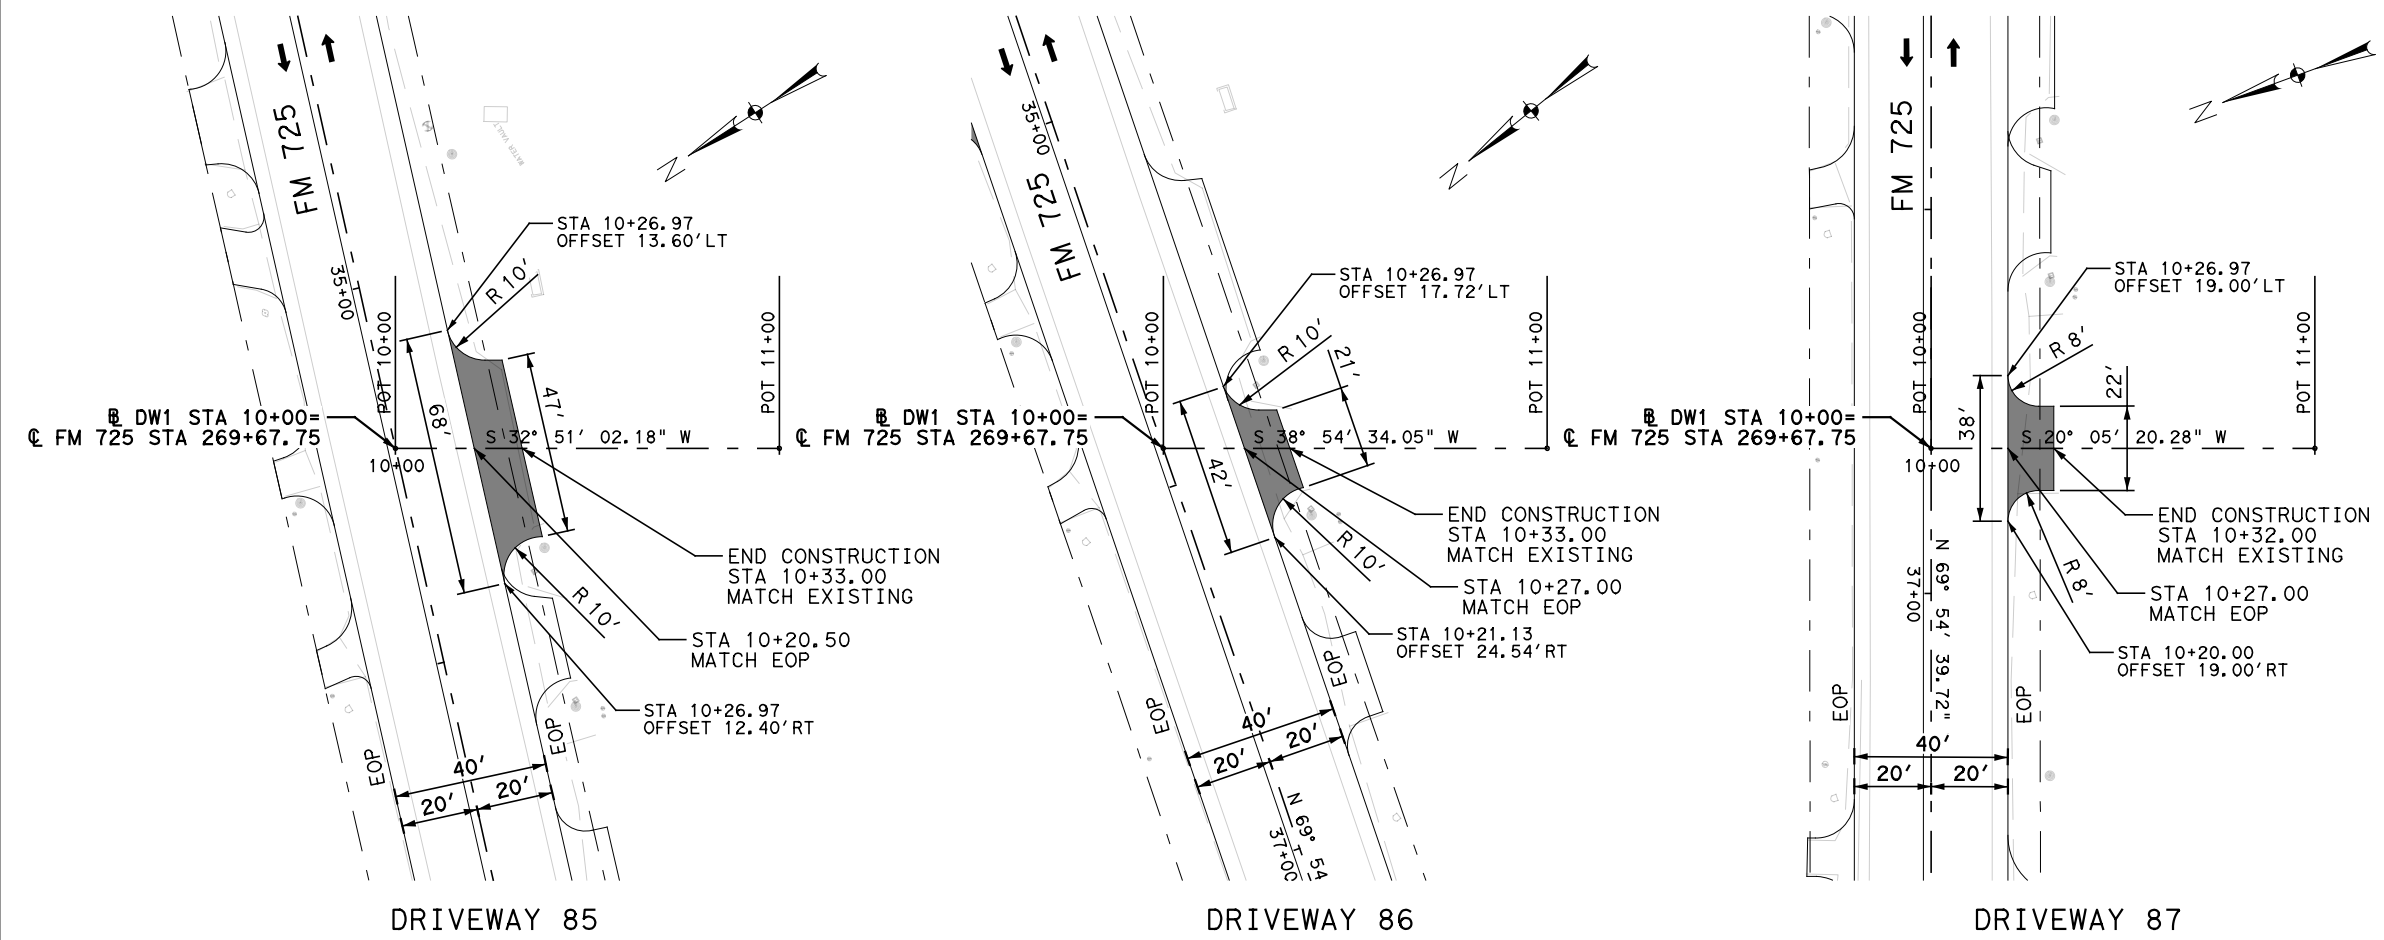 FM 725
35+00
WATER VAULT
N
STA 10+26.97
OFFSET 13.60'LT
R 10'
POT 10+00
POT 11+00
68'
47'
B DW1 STA 10+00=
CL FM 725 STA 269+67.75
S 32° 51' 02.18" W
10+00
END CONSTRUCTION
STA 10+33.00
MATCH EXISTING
R 10'
STA 10+20.50
MATCH EOP
STA 10+26.97
OFFSET 12.40'RT
EOP
EOP
40'
20'
20'
DRIVEWAY 85
35+00
FM 725
N
STA 10+26.97
OFFSET 17.72'LT
R 10'
21'
POT 10+00
POT 11+00
B DW1 STA 10+00=
CL FM 725 STA 269+67.75
S 38° 54' 34.05" W
42'
END CONSTRUCTION
STA 10+33.00
MATCH EXISTING
R 10'
STA 10+27.00
MATCH EOP
STA 10+21.13
OFFSET 24.54'RT
EOP
EOP
40'
20'
20'
N 69° 54
37+00
DRIVEWAY 86
FM 725
N
STA 10+26.97
OFFSET 19.00'LT
R 8'
22'
POT 10+00
POT 11+00
38'
B DW1 STA 10+00=
CL FM 725 STA 269+67.75
S 20° 05' 20.28" W
10+00
END CONSTRUCTION
STA 10+32.00
MATCH EXISTING
N 69° 54' 39.72"
37+00
R 8'
STA 10+27.00
MATCH EOP
STA 10+20.00
OFFSET 19.00'RT
EOP
EOP
40'
20'
20'
DRIVEWAY 87